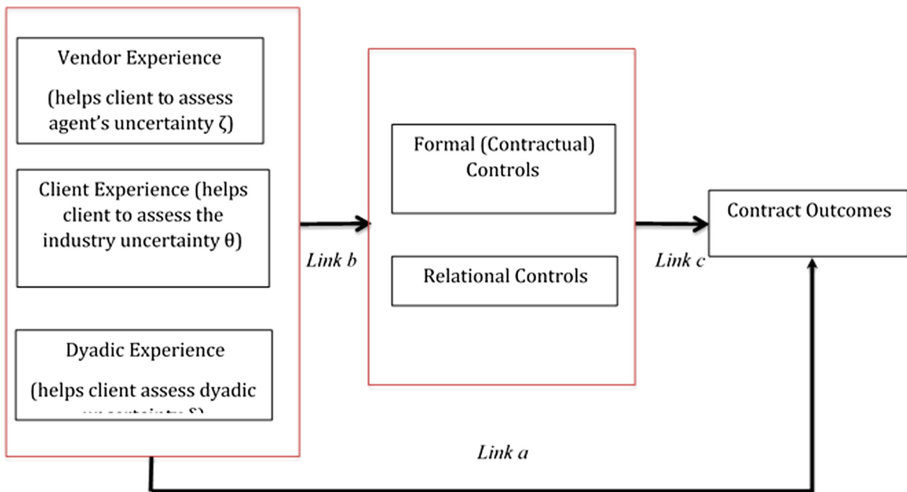 Vendor Experience
(helps client to assess
agent's uncertainty ζ)
Client Experience (helps
client to assess the
industry uncertainty θ)
Dyadic Experience
(helps client assess dyadic
Link b
Formal (Contractual)
Controls
Relational Controls
Link c
Contract Outcomes
Link a